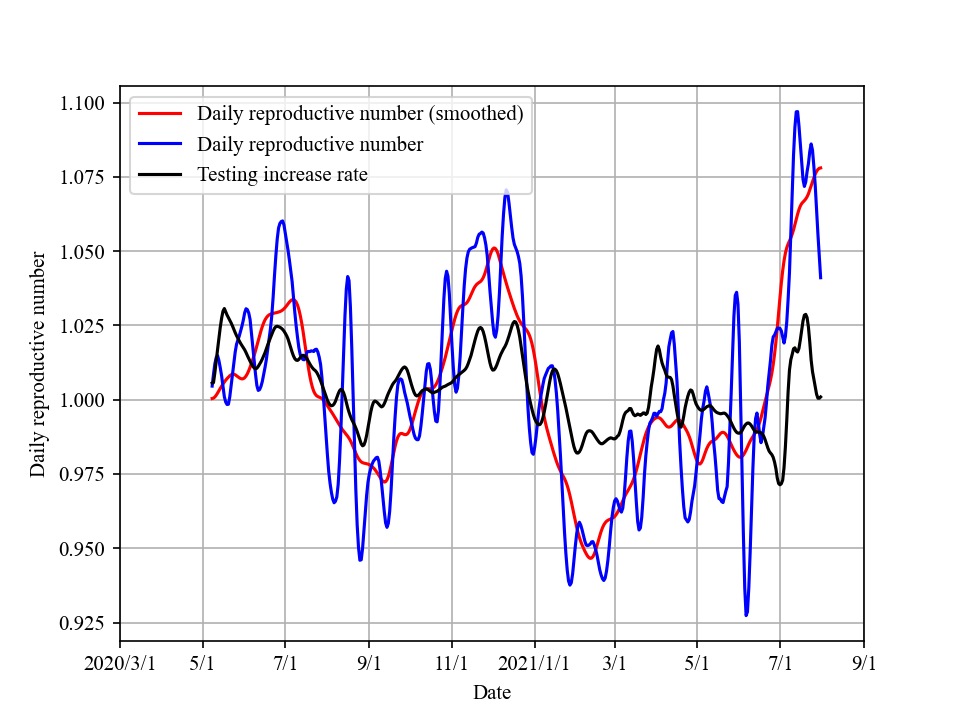 Daily reproductive number (smoothed)
Daily reproductive number
Testing increase rate
Daily reproductive number
1.100
1.075
1.050
1.025
1.000
0.975
0.950
0.925
2020/3/1 5/1 7/1 9/1 11/1 2021/1/1 3/1 5/1 7/1 9/1
Date